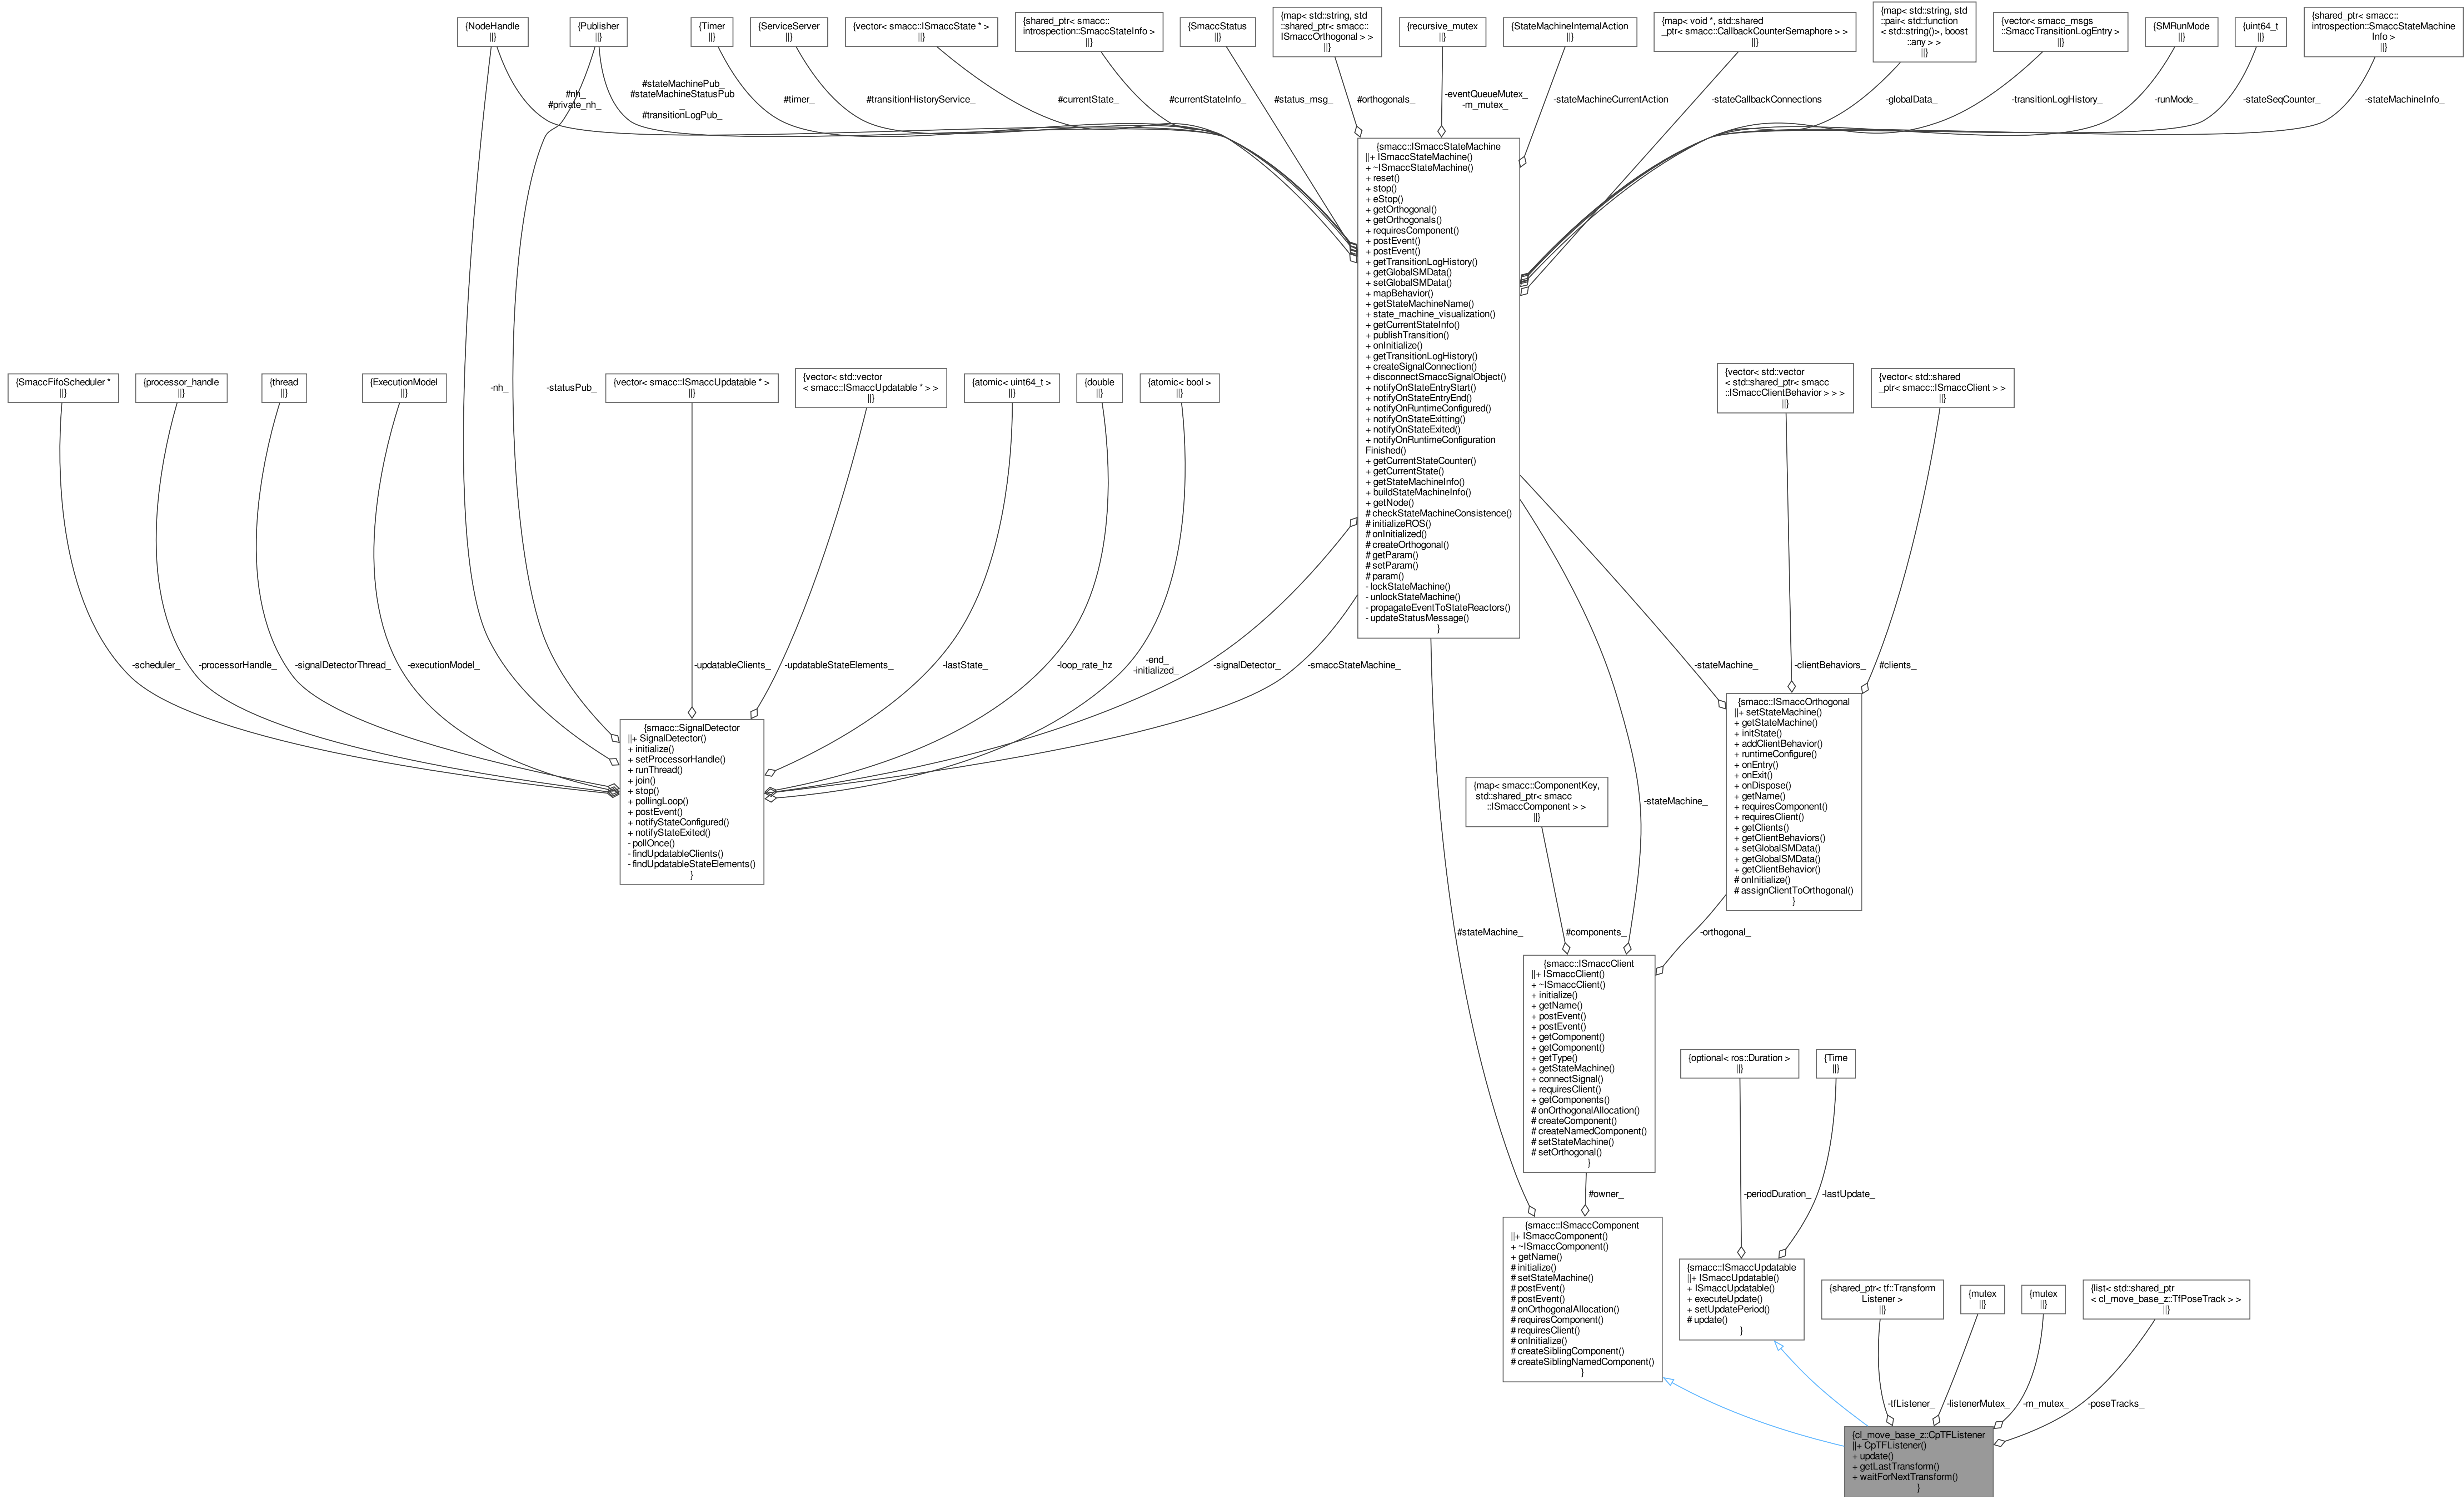 {NodeHandle
||}
{Publisher
||}
{Timer
||}
{ServiceServer
||}
{vector< smacc::ISmaccState * >
||}
{shared_ptr< smacc::
introspection::SmaccStateInfo >
||}
{SmaccStatus
||}
{map< std::string, std
::shared_ptr< smacc::
ISmaccOrthogonal > >
||}
{recursive_mutex
||}
{StateMachineInternalAction
||}
{map< void *, std::shared
_ptr< smacc::CallbackCounterSemaphore > >
||}
{map< std::string, std
::pair< std::function
< std::string()>, boost
::any > >
||}
{vector< smacc_msgs
::SmaccTransitionLogEntry >
||}
{SMRunMode
||}
{uint64_t
||}
{shared_ptr< smacc::
introspection::SmaccStateMachine
Info >
||}
#nh_
#private_nh_
#stateMachinePub_
#stateMachineStatusPub
_
#transitionLogPub_
#timer_
#transitionHistoryService_
#currentState_
#currentStateInfo_
#status_msg_
#orthogonals_
-eventQueueMutex_
-m_mutex_
-stateMachineCurrentAction
-stateCallbackConnections
-globalData_
-transitionLogHistory_
-runMode_
-stateSeqCounter_
-stateMachineInfo_
{smacc::ISmaccStateMachine
||+ ISmaccStateMachine()
+ ~ISmaccStateMachine()
+ reset()
+ stop()
+ eStop()
+ getOrthogonal()
+ getOrthogonals()
+ requiresComponent()
+ postEvent()
+ postEvent()
+ getTransitionLogHistory()
+ getGlobalSMData()
+ setGlobalSMData()
+ mapBehavior()
+ getStateMachineName()
+ state_machine_visualization()
+ getCurrentStateInfo()
+ publishTransition()
+ onInitialize()
+ getTransitionLogHistory()
+ createSignalConnection()
+ disconnectSmaccSignalObject()
+ notifyOnStateEntryStart()
+ notifyOnStateEntryEnd()
+ notifyOnRuntimeConfigured()
+ notifyOnStateExitting()
+ notifyOnStateExited()
+ notifyOnRuntimeConfiguration
Finished()
+ getCurrentStateCounter()
+ getCurrentState()
+ getStateMachineInfo()
+ buildStateMachineInfo()
+ getNode()
# checkStateMachineConsistence()
# initializeROS()
# onInitialized()
# createOrthogonal()
# getParam()
# setParam()
# param()
- lockStateMachine()
- unlockStateMachine()
- propagateEventToStateReactors()
- updateStatusMessage()
}
{SmaccFifoScheduler *
||}
{processor_handle
||}
{thread
||}
{ExecutionModel
||}
-nh_
-statusPub_
{vector< smacc::ISmaccUpdatable * >
||}
{vector< std::vector
< smacc::ISmaccUpdatable * > >
||}
{atomic< uint64_t >
||}
{double
||}
{atomic< bool >
||}
{vector< std::vector
< std::shared_ptr< smacc
::ISmaccClientBehavior > > >
||}
{vector< std::shared
_ptr< smacc::ISmaccClient > >
||}
-scheduler_
-processorHandle_
-signalDetectorThread_
-executionModel_
-updatableClients_
-updatableStateElements_
-lastState_
-loop_rate_hz
-end_
-initialized_
-signalDetector_
-smaccStateMachine_
-stateMachine_
-clientBehaviors_
#clients_
{smacc::SignalDetector
||+ SignalDetector()
+ initialize()
+ setProcessorHandle()
+ runThread()
+ join()
+ stop()
+ pollingLoop()
+ postEvent()
+ notifyStateConfigured()
+ notifyStateExited()
- pollOnce()
- findUpdatableClients()
- findUpdatableStateElements()
}
{smacc::ISmaccOrthogonal
||+ setStateMachine()
+ getStateMachine()
+ initState()
+ addClientBehavior()
+ runtimeConfigure()
+ onEntry()
+ onExit()
+ onDispose()
+ getName()
+ requiresComponent()
+ requiresClient()
+ getClients()
+ getClientBehaviors()
+ setGlobalSMData()
+ getGlobalSMData()
+ getClientBehavior()
# onInitialize()
# assignClientToOrthogonal()
}
{map< smacc::ComponentKey,
std::shared_ptr< smacc
::ISmaccComponent > >
||}
-stateMachine_
#stateMachine_
#components_
-orthogonal_
{smacc::ISmaccClient
||+ ISmaccClient()
+ ~ISmaccClient()
+ initialize()
+ getName()
+ postEvent()
+ postEvent()
+ getComponent()
+ getComponent()
+ getType()
+ getStateMachine()
+ connectSignal()
+ requiresClient()
+ getComponents()
# onOrthogonalAllocation()
# createComponent()
# createNamedComponent()
# setStateMachine()
# setOrthogonal()
}
{optional< ros::Duration >
||}
{Time
||}
#owner_
-periodDuration_
-lastUpdate_
{smacc::ISmaccComponent
||+ ISmaccComponent()
+ ~ISmaccComponent()
+ getName()
# initialize()
# setStateMachine()
# postEvent()
# postEvent()
# onOrthogonalAllocation()
# requiresComponent()
# requiresClient()
# onInitialize()
# createSiblingComponent()
# createSiblingNamedComponent()
}
{smacc::ISmaccUpdatable
||+ ISmaccUpdatable()
+ ISmaccUpdatable()
+ executeUpdate()
+ setUpdatePeriod()
# update()
}
{shared_ptr< tf::Transform
Listener >
||}
{mutex
||}
{mutex
||}
{list< std::shared_ptr
< cl_move_base_z::TfPoseTrack > >
||}
-tfListener_
-listenerMutex_
-m_mutex_
-poseTracks_
{cl_move_base_z::CpTFListener
||+ CpTFListener()
+ update()
+ getLastTransform()
+ waitForNextTransform()
}